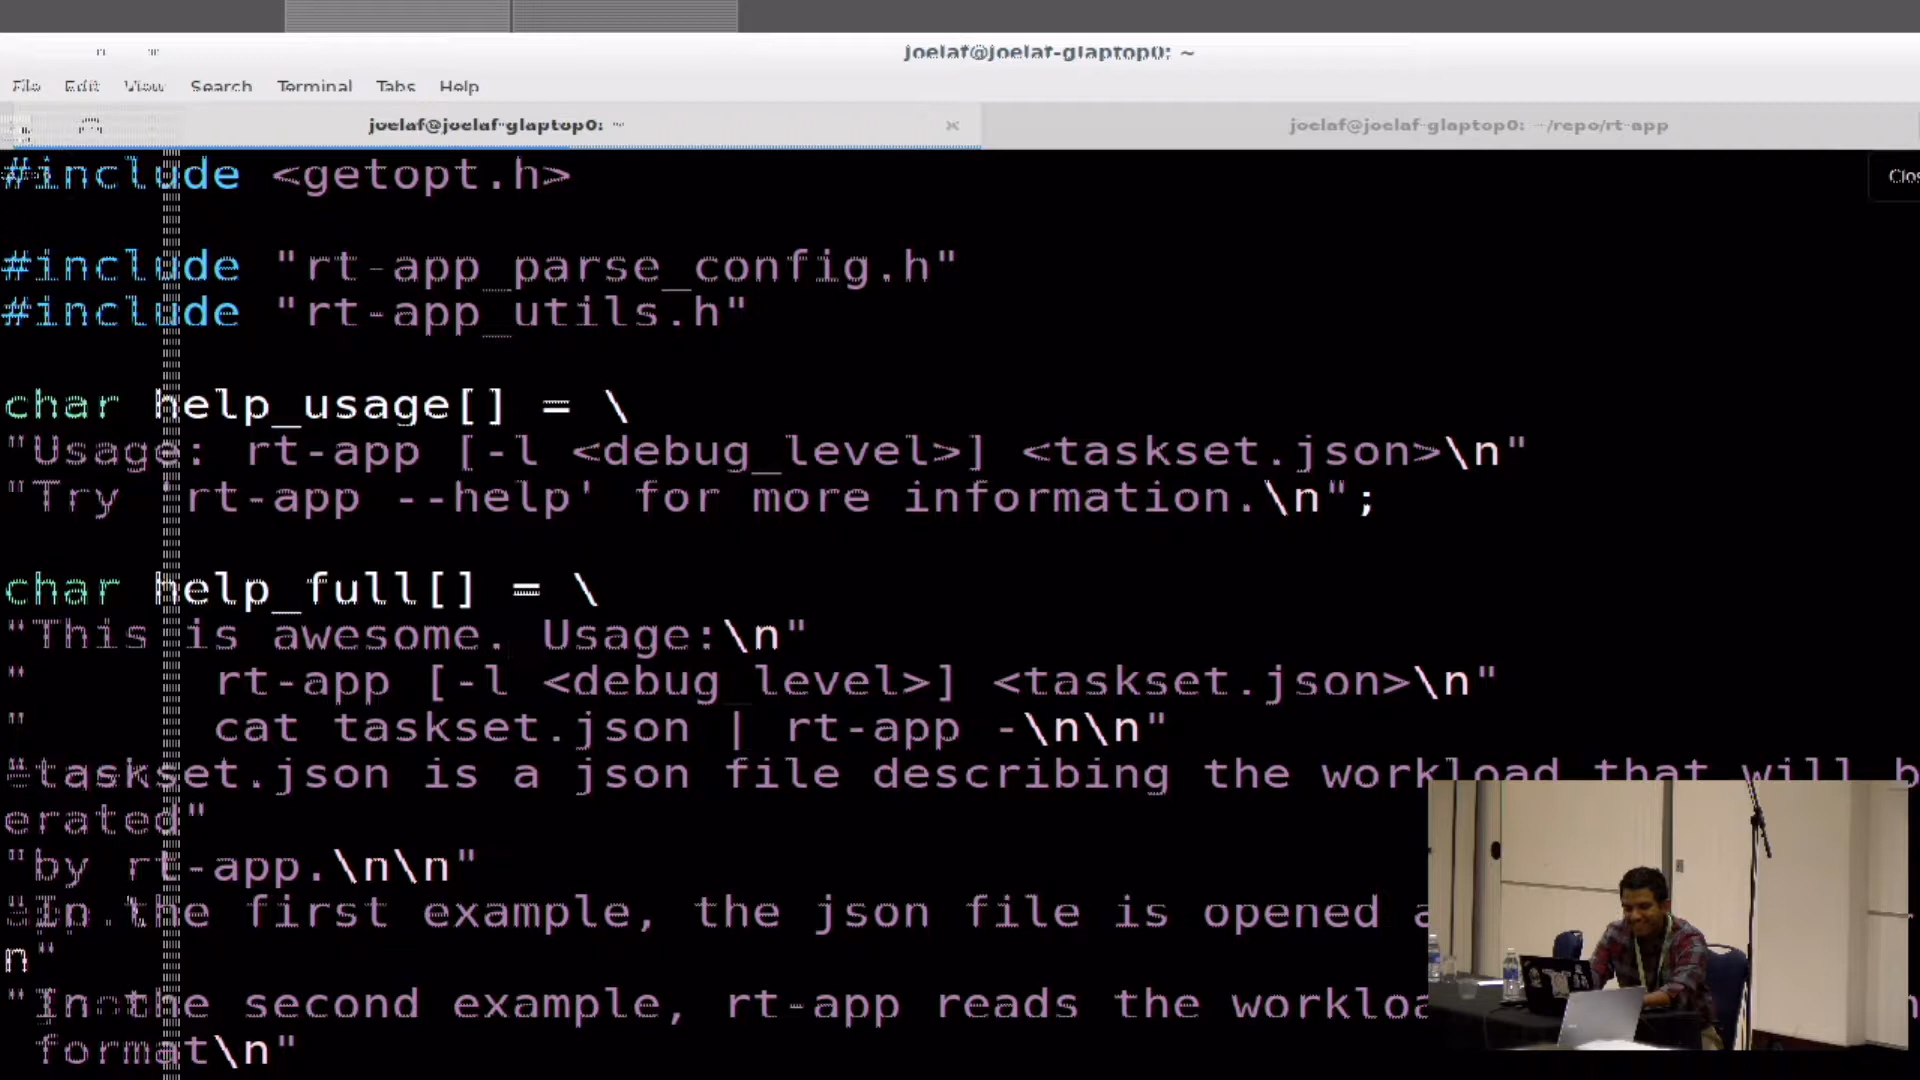 joelaf@joelaf-glaptop0: ~
File Edit View Search Terminal Tabs Help
joelaf@joelaf-glaptop0: ~ × joelaf@joelaf-glaptop0: ~/repo/rt-app
#include <getopt.h>
#include "rt-app_parse_config.h"
#include "rt-app_utils.h"
char help_usage[] = \
"Usage: rt-app [-l <debug_level>] <taskset.json>\n"
"Try 'rt-app --help' for more information.\n";
char help_full[] = \
"This is awesome. Usage:\n"
" rt-app [-l <debug_level>] <taskset.json>\n"
" cat taskset.json | rt-app -\n\n"
"taskset.json is a json file describing the workload that will
erated"
"by rt-app.\n\n"
"In the first example, the json file is opened
n"
"In the second example, rt-app reads the
format\n"